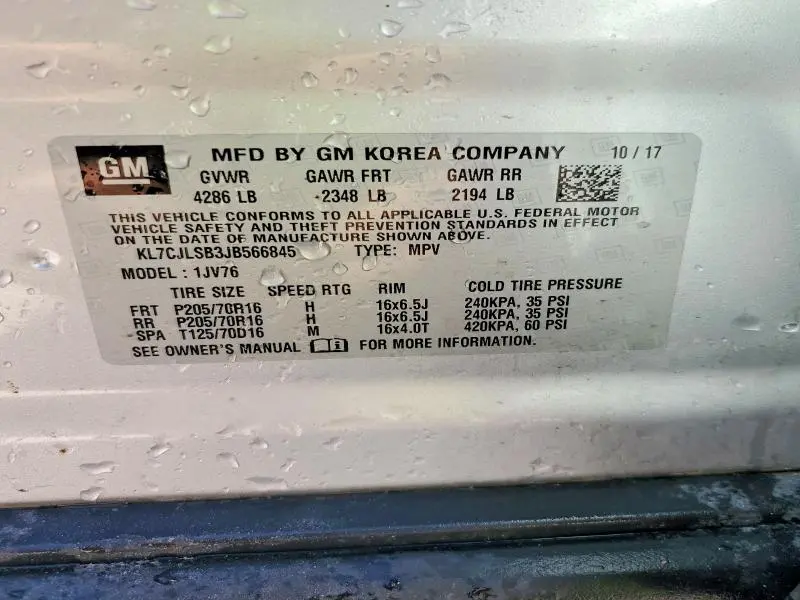 GM MFD BY GM KOREA COMPANY 10 / 17
GVWR GAWR FRT GAWR RR
4286 LB 2348 LB 2194 LB
THIS VEHICLE CONFORMS TO ALL APPLICABLE U.S. FEDERAL MOTOR
VEHICLE SAFETY AND THEFT PREVENTION STANDARDS IN EFFECT
ON THE DATE OF MANUFACTURE SHOWN ABOVE.
KL7CJLSB3JB566845 TYPE: MPV
MODEL : 1JV76
TIRE SIZE SPEED RTG RIM COLD TIRE PRESSURE
FRT P205/70R16 H 16x6.5J 240KPA, 35 PSI
RR P205/70R16 H 16x6.5J 240KPA, 35 PSI
SPA T125/70D16 M 16x4.0T 420KPA, 60 PSI
SEE OWNER'S MANUAL FOR MORE INFORMATION.